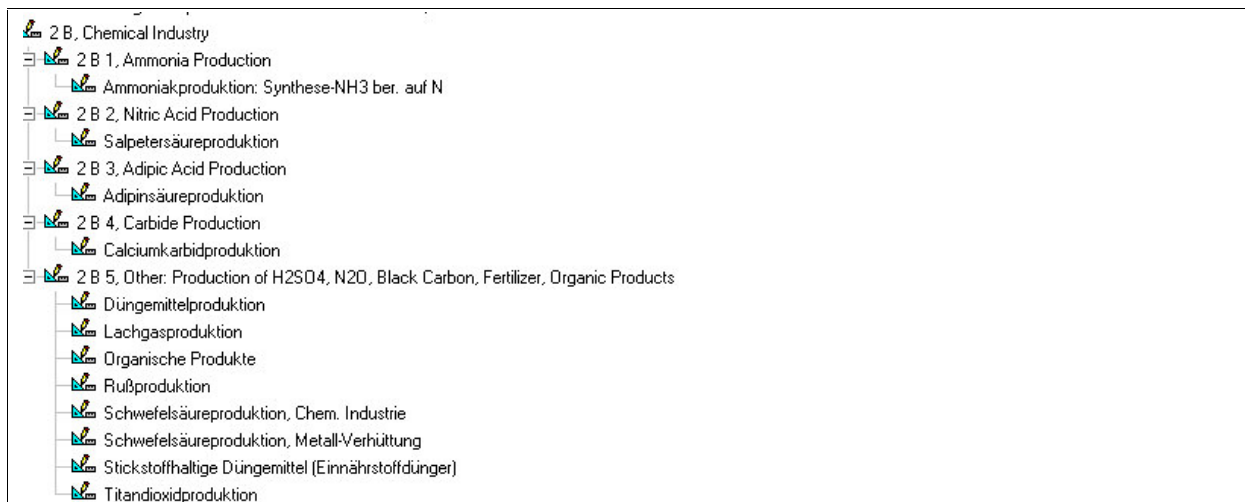 2 B, Chemical Industry
2 B 1, Ammonia Production
Ammoniakproduktion: Synthese-NH3 ber. auf N
2 B 2, Nitric Acid Production
Salpetersäureproduktion
2 B 3, Adipic Acid Production
Adipinsäureproduktion
2 B 4, Carbide Production
Calciumkarbidproduktion
2 B 5, Other: Production of H2SO4, N2O, Black Carbon, Fertilizer, Organic Products
Düngemittelproduktion
Lachgasproduktion
Organische Produkte
Rußproduktion
Schwefelsäureproduktion, Chem. Industrie
Schwefelsäureproduktion, Metall-Verhüttung
Stickstoffhaltige Düngemittel (Einnährstoffdünger)
Titandioxidproduktion